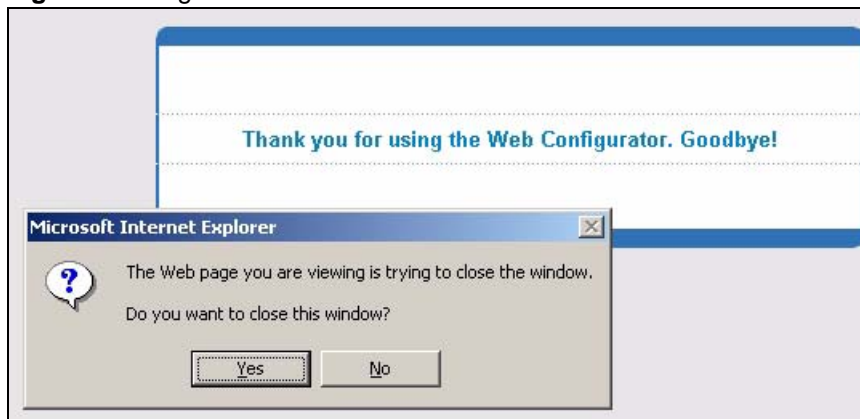 Thank you for using the Web Configurator. Goodbye!
Microsoft Internet Explorer
The Web page you are viewing is trying to close the window.
Do you want to close this window?
Yes No